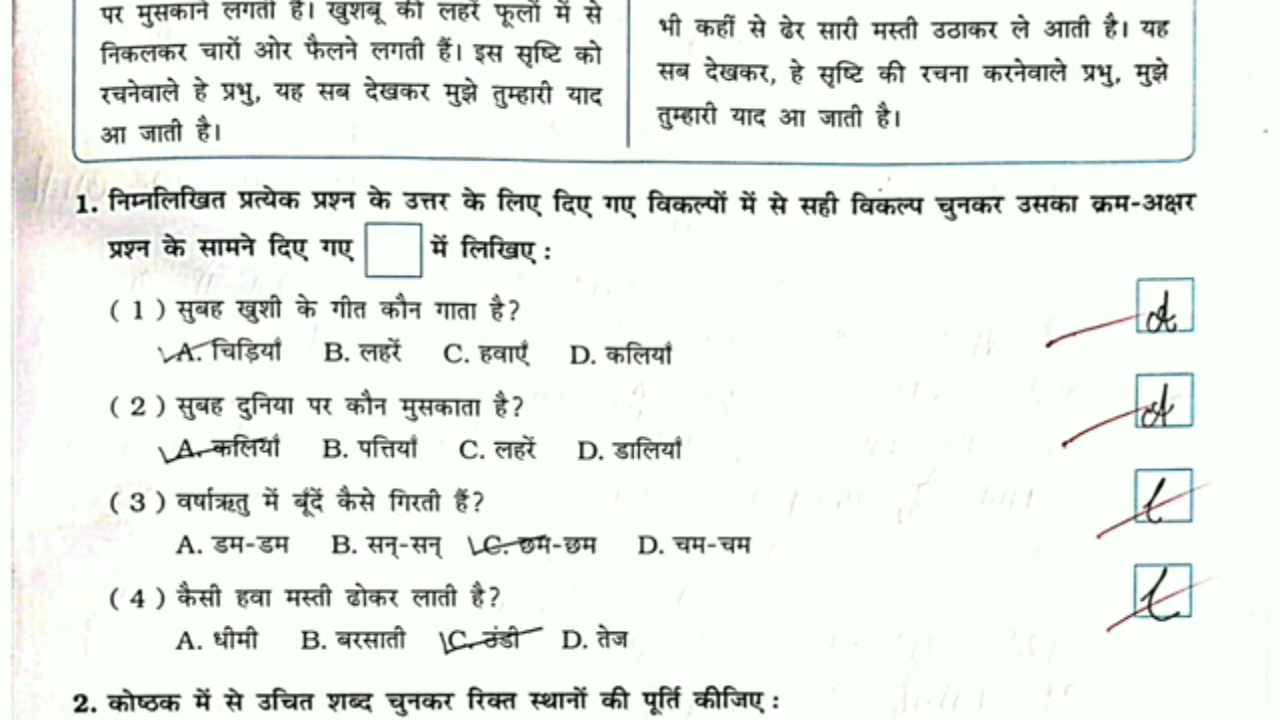 पर मुसकाने लगती हैं। खुशबू की लहरें फूलों में से
निकलकर चारों ओर फैलने लगती हैं। इस सृष्टि को
रचनेवाले हे प्रभु, यह सब देखकर मुझे तुम्हारी याद
आ जाती है।
भी कहीं से ढेर सारी मस्ती उठाकर ले आती है। यह
सब देखकर, हे सृष्टि की रचना करनेवाले प्रभु, मुझे
तुम्हारी याद आ जाती है।
1. निम्नलिखित प्रत्येक प्रश्न के उत्तर के लिए दिए गए विकल्पों में से सही विकल्प चुनकर उसका क्रम-अक्षर
प्रश्न के सामने दिए गए में लिखिए :
( 1 ) सुबह खुशी के गीत कौन गाता है? A
A. चिड़ियाँ B. लहरें C. हवाएँ D. कलियाँ
( 2 ) सुबह दुनिया पर कौन मुसकाता है? A
A. कलियाँ B. पत्तियाँ C. लहरें D. डालियाँ
( 3 ) वर्षाऋतु में बूँदें कैसे गिरती हैं? C
A. डम-डम B. सन्-सन् C. छम-छम D. चम-चम
( 4 ) कैसी हवा मस्ती ढोकर लाती है? C
A. धीमी B. बरसाती C. ठंडी D. तेज
2. कोष्ठक में से उचित शब्द चुनकर रिक्त स्थानों की पूर्ति कीजिए :